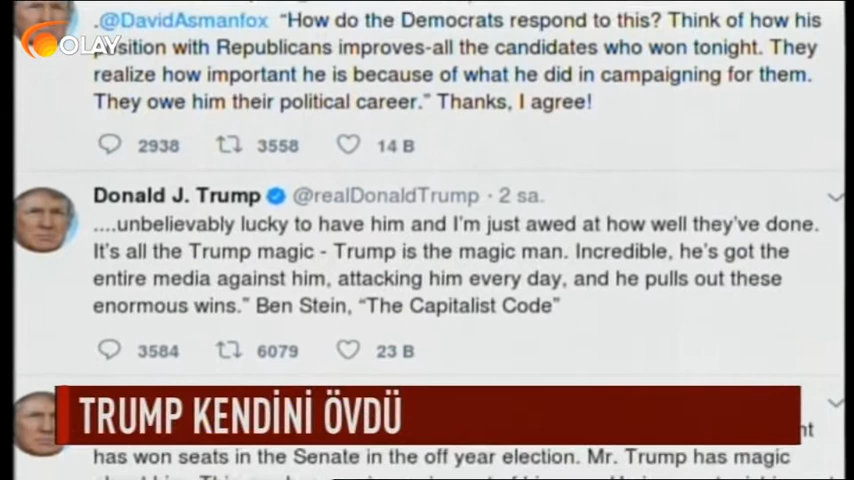 .@DavidAsmanfox “How do the Democrats respond to this? Think of how his
position with Republicans improves-all the candidates who won tonight. They
realize how important he is because of what he did in campaigning for them.
They owe him their political career.” Thanks, I agree!
OLAY
2938 3558 14 B
Donald J. Trump @realDonaldTrump · 2 sa.
....unbelievably lucky to have him and I’m just awed at how well they’ve done.
It’s all the Trump magic - Trump is the magic man. Incredible, he’s got the
entire media against him, attacking him every day, and he pulls out these
enormous wins.” Ben Stein, “The Capitalist Code”
3584 6079 23 B
TRUMP KENDİNİ ÖVDÜ
has won seats in the Senate in the off year election. Mr. Trump has magic